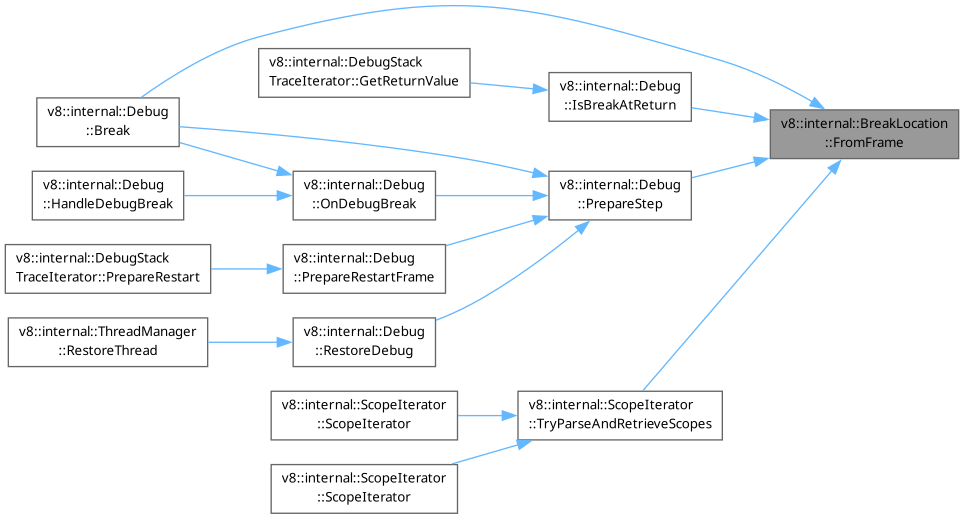 v8::internal::DebugStack
TraceIterator::GetReturnValue
v8::internal::Debug
::IsBreakAtReturn
v8::internal::Debug
::Break
v8::internal::BreakLocation
::FromFrame
v8::internal::Debug
::HandleDebugBreak
v8::internal::Debug
::OnDebugBreak
v8::internal::Debug
::PrepareStep
v8::internal::DebugStack
TraceIterator::PrepareRestart
v8::internal::Debug
::PrepareRestartFrame
v8::internal::ThreadManager
::RestoreThread
v8::internal::Debug
::RestoreDebug
v8::internal::ScopeIterator
::ScopeIterator
v8::internal::ScopeIterator
::TryParseAndRetrieveScopes
v8::internal::ScopeIterator
::ScopeIterator